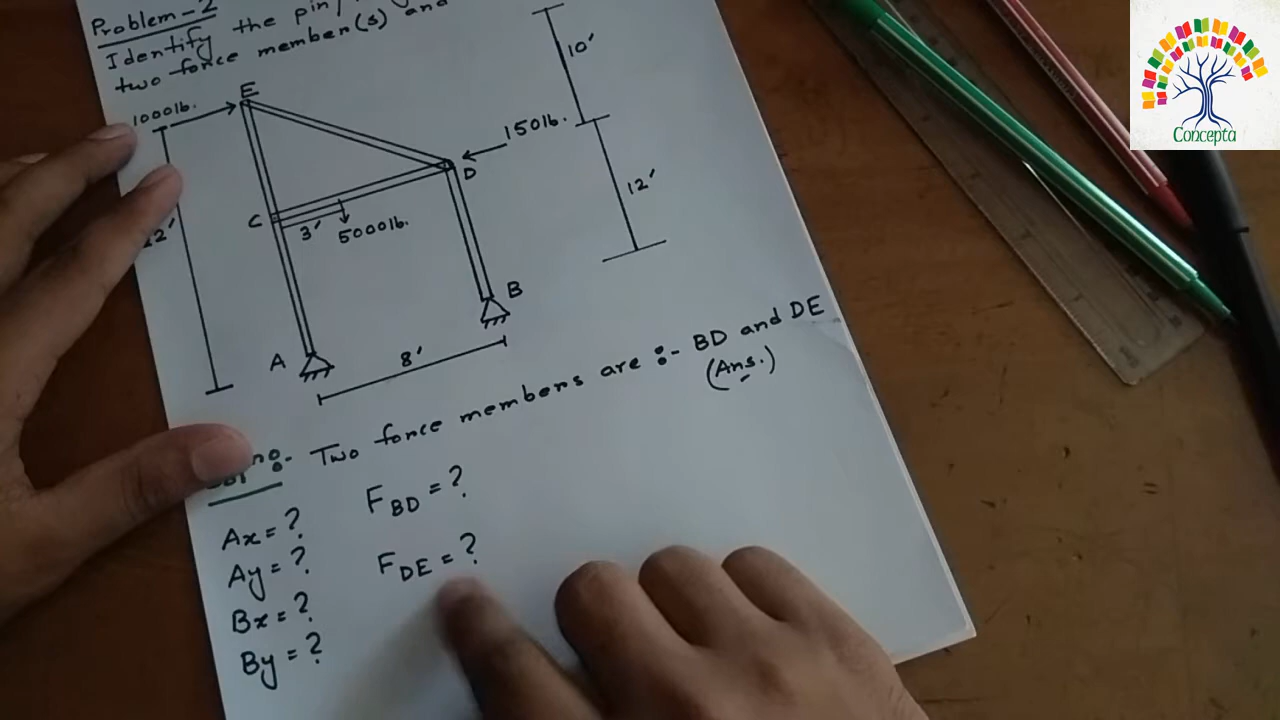 Problem-2
Identify the pin
two force member(s) and
1000lb.
E
10'
150lb.
D
12'
C
3'
5000lb.
B
A
8'
Two force members are :- BD and DE
(Ans.)
Ax = ?
FBD = ?
Ay = ?
FDE = ?
Bx = ?
By = ?
Concepta